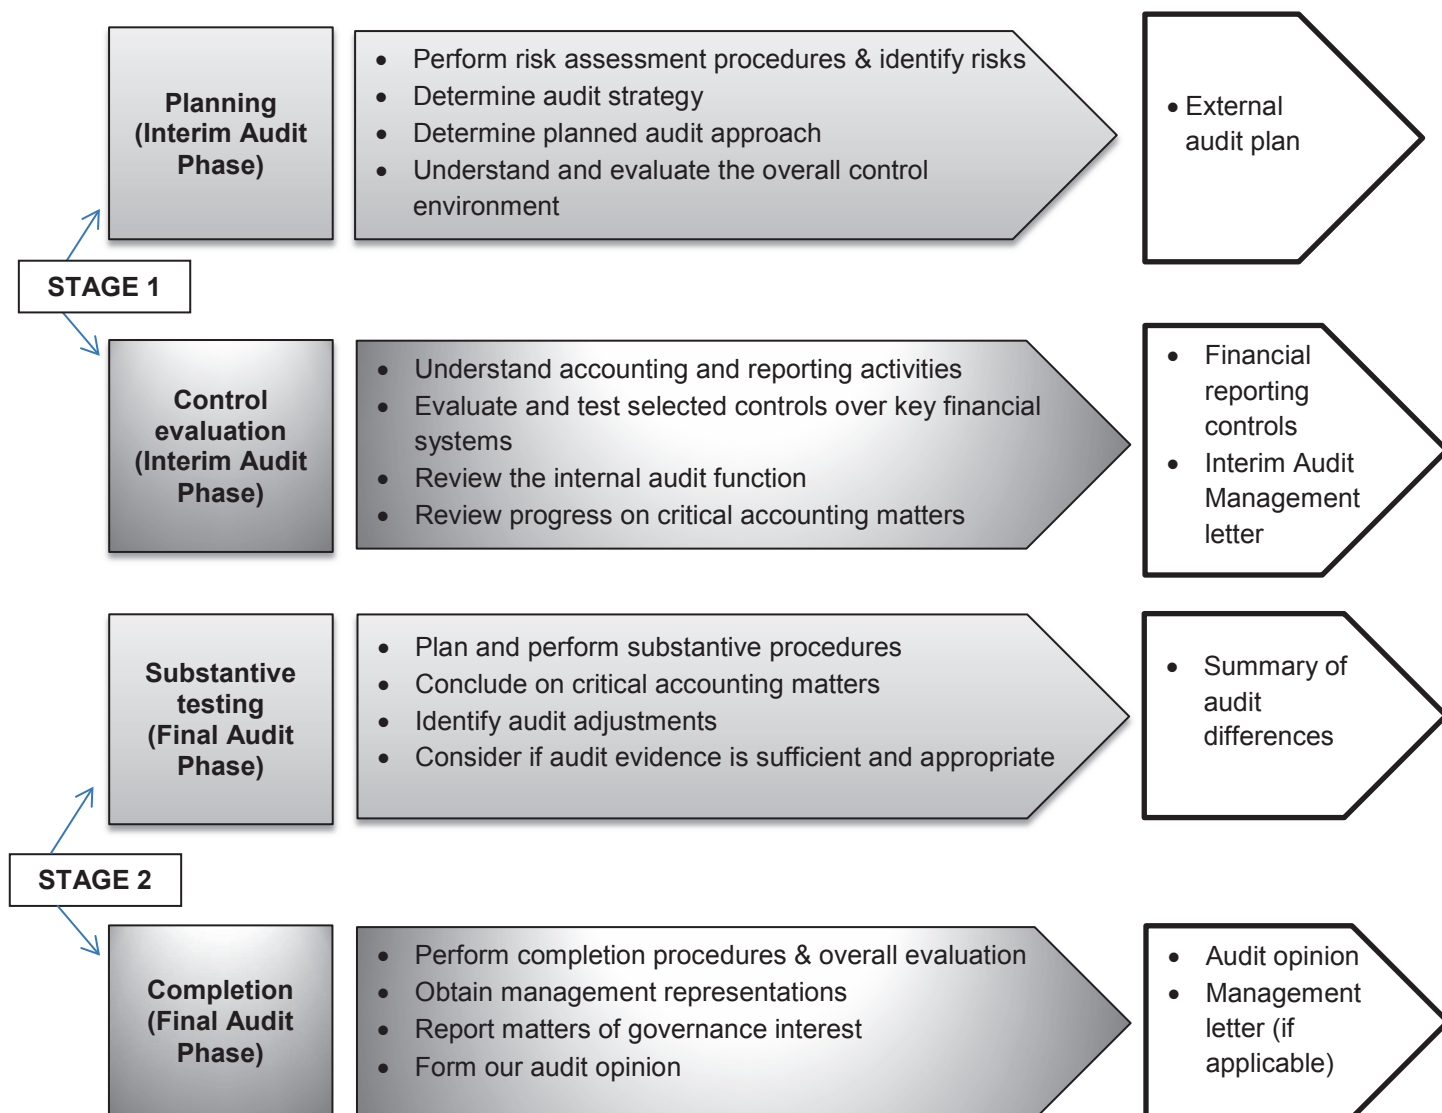 Planning
(Interim Audit
Phase)
• Perform risk assessment procedures & identify risks
• Determine audit strategy
• Determine planned audit approach
• Understand and evaluate the overall control
environment
• External
audit plan
STAGE 1
Control
evaluation
(Interim Audit
Phase)
• Understand accounting and reporting activities
• Evaluate and test selected controls over key financial
systems
• Review the internal audit function
• Review progress on critical accounting matters
• Financial
reporting
controls
• Interim Audit
Management
letter
Substantive
testing
(Final Audit
Phase)
• Plan and perform substantive procedures
• Conclude on critical accounting matters
• Identify audit adjustments
• Consider if audit evidence is sufficient and appropriate
• Summary of
audit
differences
STAGE 2
Completion
(Final Audit
Phase)
• Perform completion procedures & overall evaluation
• Obtain management representations
• Report matters of governance interest
• Form our audit opinion
• Audit opinion
• Management
letter (if
applicable)